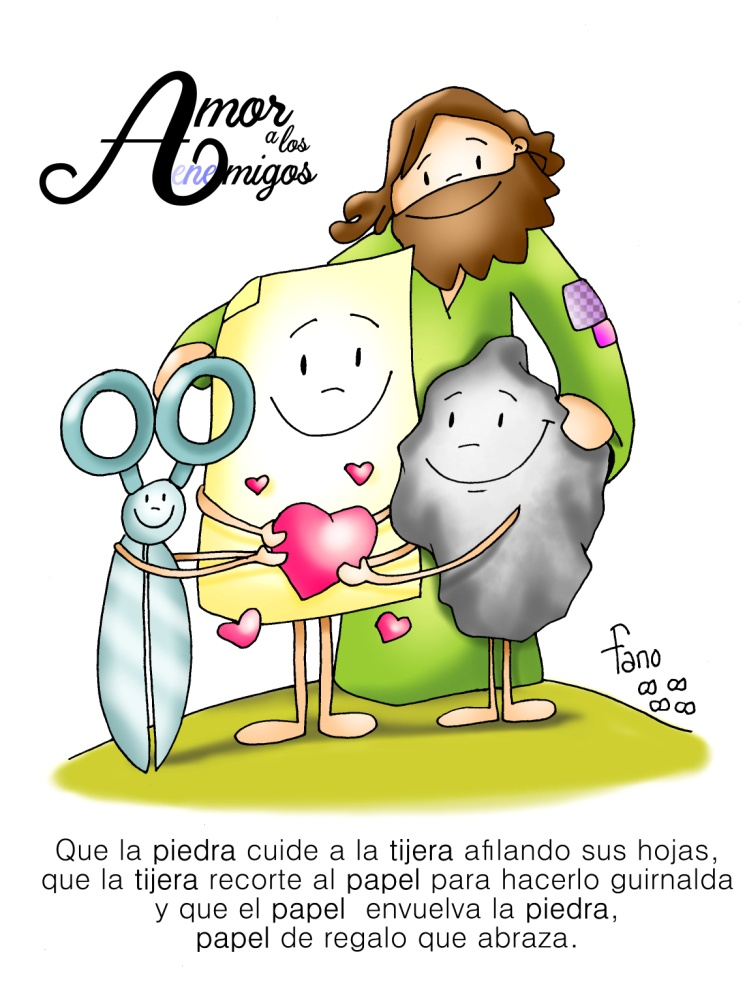 Amor
a los
enemigos
fano
Que la piedra cuide a la tijera afilando sus hojas,
que la tijera recorte al papel para hacerlo guirnalda
y que el papel envuelva la piedra,
papel de regalo que abraza.